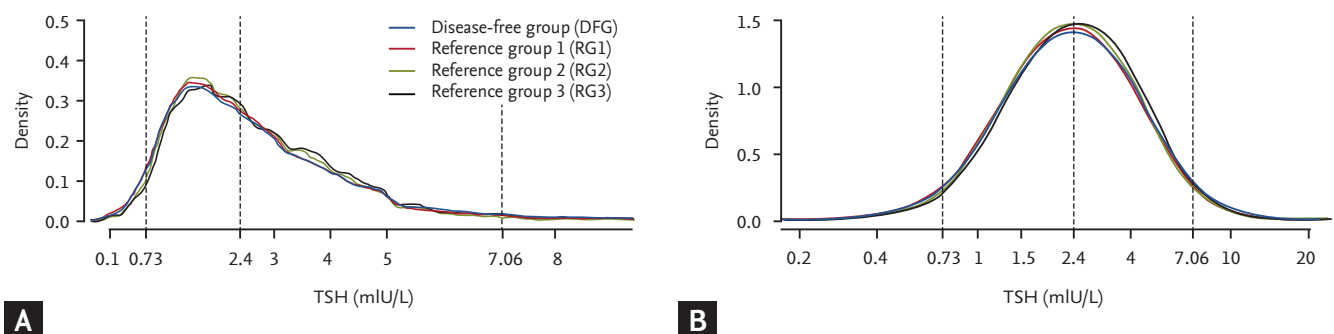 0.5
0.4
0.3
0.2
0.1
0.0
Density
0.1 0.73 2.4 3 4 5 7.06 8
TSH (mIU/L)
Disease-free group (DFG)
Reference group 1 (RG1)
Reference group 2 (RG2)
Reference group 3 (RG3)
A
1.5
1.0
0.5
0.0
Density
0.2 0.4 0.73 1 1.5 2.4 4 7.06 10 20
TSH (mIU/L)
B